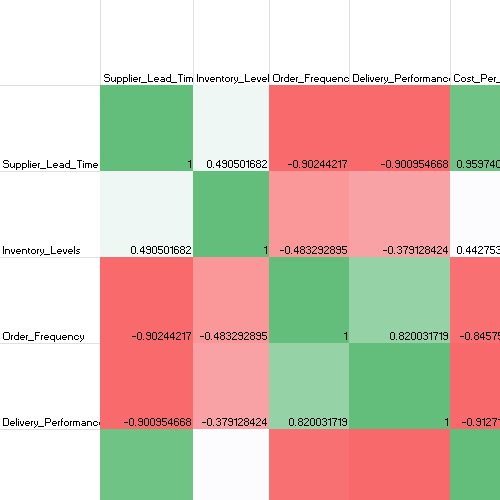 Supplier_Lead_Tim Inventory_Level Order_Frequenc Delivery_Performanc Cost_Per_
Supplier_Lead_Time 1 0.490501682 -0.90244217 -0.900954668 0.959740
Inventory_Levels 0.490501682 1 -0.483292895 -0.379128424 0.442753
Order_Frequency -0.90244217 -0.483292895 1 0.820031719 -0.84575
Delivery_Performanc -0.900954668 -0.379128424 0.820031719 1 -0.91271